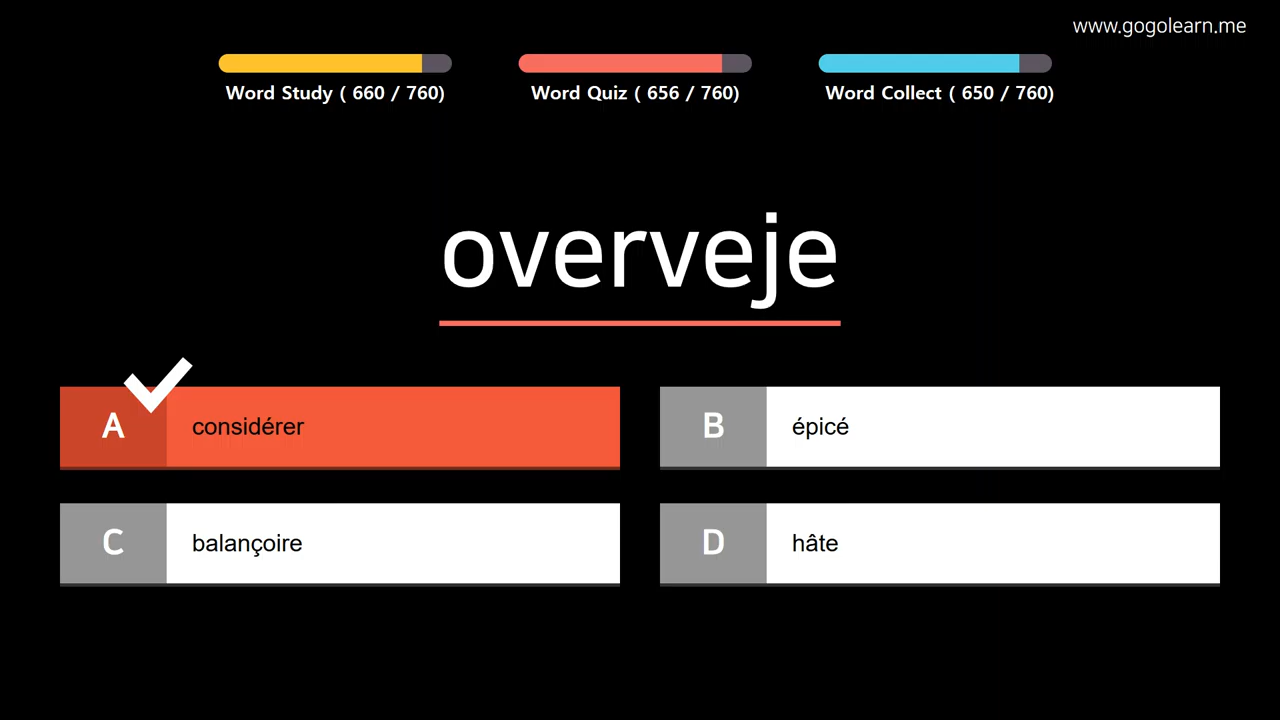 www.gogolearn.me
Word Study ( 660 / 760)
Word Quiz ( 656 / 760)
Word Collect ( 650 / 760)
overveje
A considérer
B épicé
C balançoire
D hâte